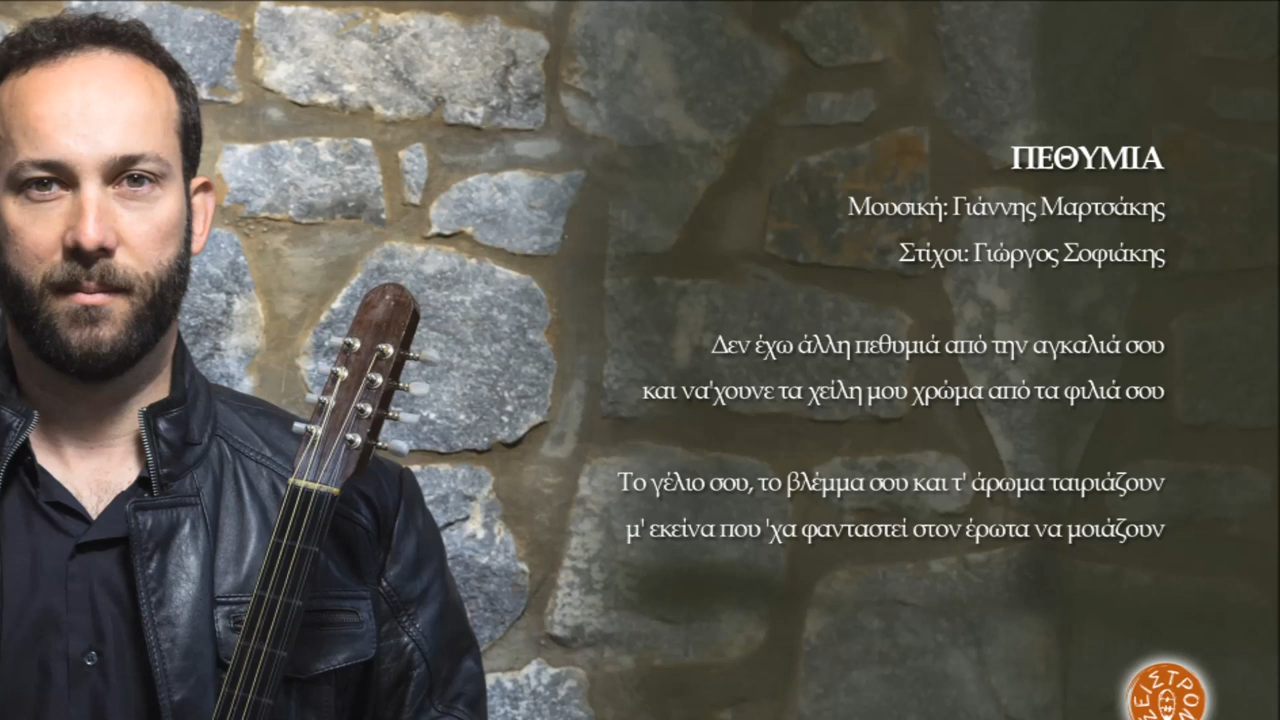 ΠΕΘΥΜΙΑ
Μουσική: Γιάννης Μαρτσάκης
Στίχοι: Γιώργος Σοφιάκης
Δεν έχω άλλη πεθυμιά από την αγκαλιά σου
και να'χουνε τα χείλη μου χρώμα από τα φιλιά σου
Το γέλιο σου, το βλέμμα σου και τ' άρωμα ταιριάζουν
μ' εκείνα που 'χα φανταστεί στον έρωτα να μοιάζουν